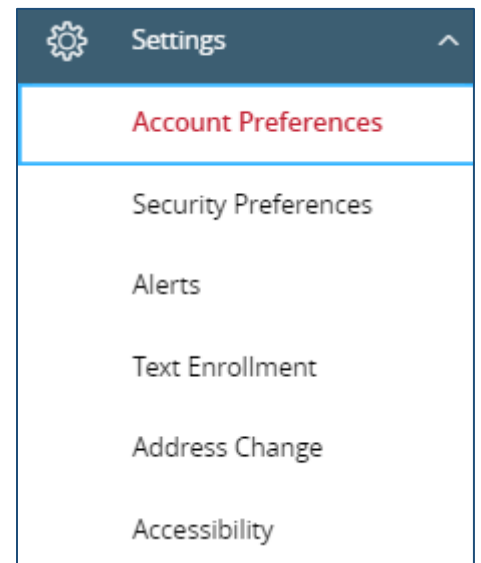 Settings
Account Preferences
Security Preferences
Alerts
Text Enrollment
Address Change
Accessibility